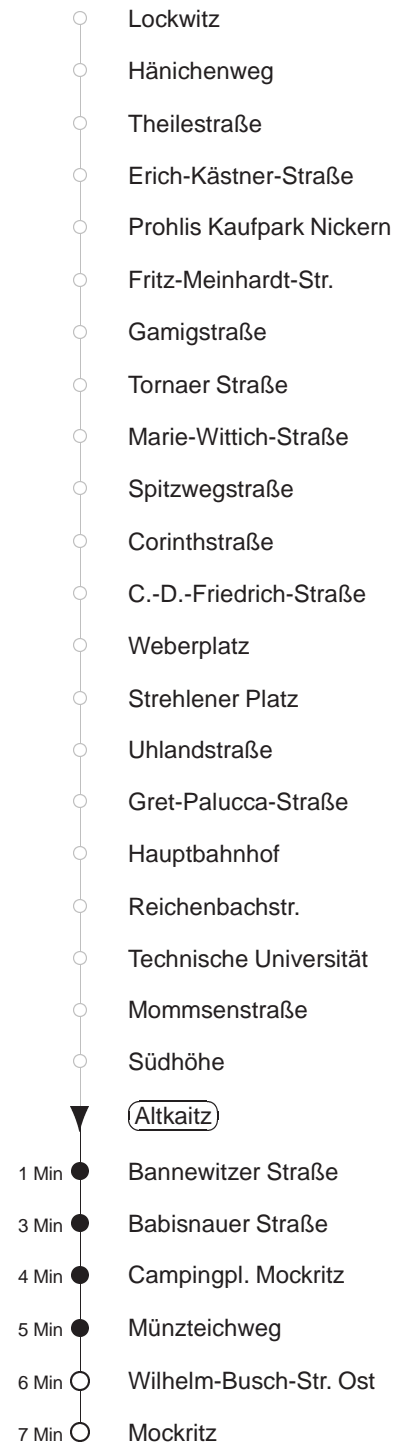 Lockwitz
Hänichenweg
Theilestraße
Erich-Kästner-Straße
Prohlis Kaufpark Nickern
Fritz-Meinhardt-Str.
Gamigstraße
Tornaer Straße
Marie-Wittich-Straße
Spitzwegstraße
Corinthstraße
C.-D.-Friedrich-Straße
Weberplatz
Strehlener Platz
Uhlandstraße
Gret-Palucca-Straße
Hauptbahnhof
Reichenbachstr.
Technische Universität
Mommsenstraße
Südhöhe
Altkaitz
1 Min Bannewitzer Straße
3 Min Babisnauer Straße
4 Min Campingpl. Mockritz
5 Min Münzteichweg
6 Min Wilhelm-Busch-Str. Ost
7 Min Mockritz